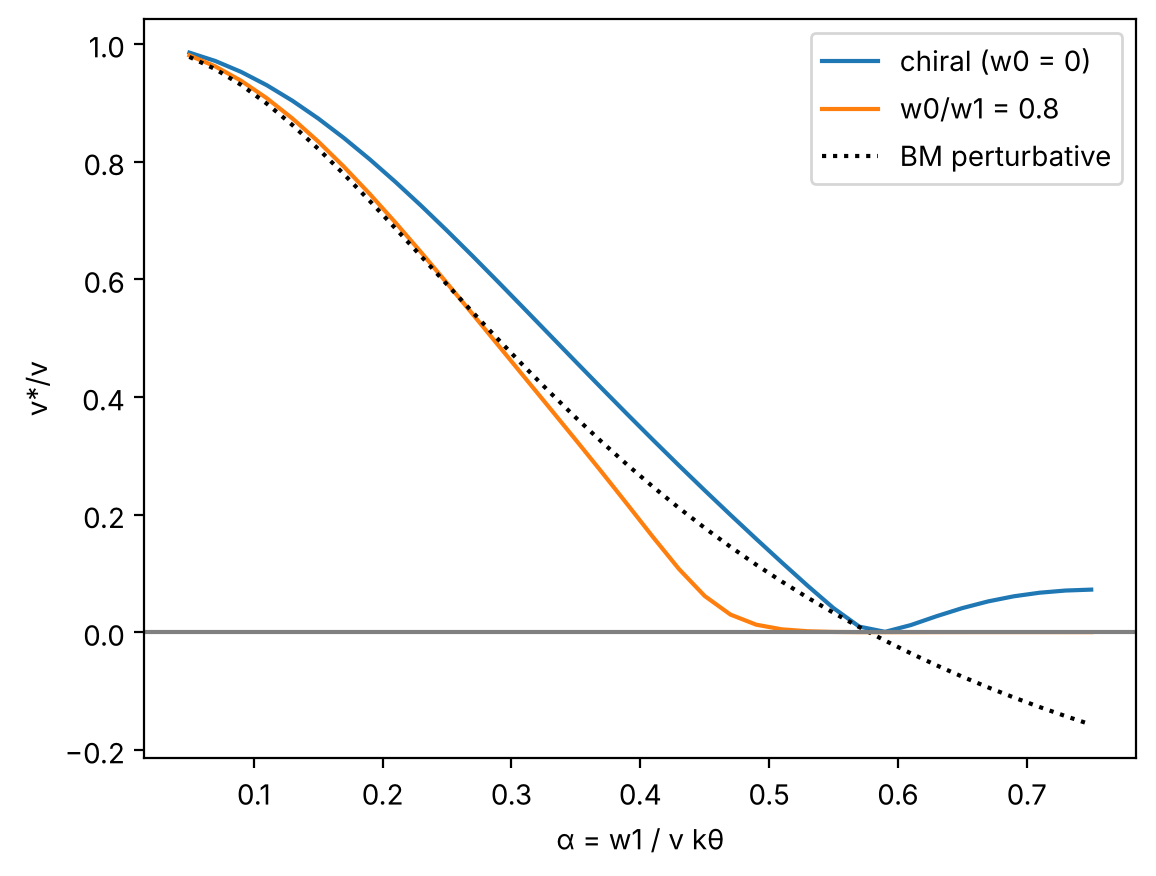 1.0
0.8
0.6
0.4
0.2
0.0
−0.2
v*/v
chiral (w0 = 0)
w0/w1 = 0.8
BM perturbative
0.1 0.2 0.3 0.4 0.5 0.6 0.7
α = w1 / v kθ